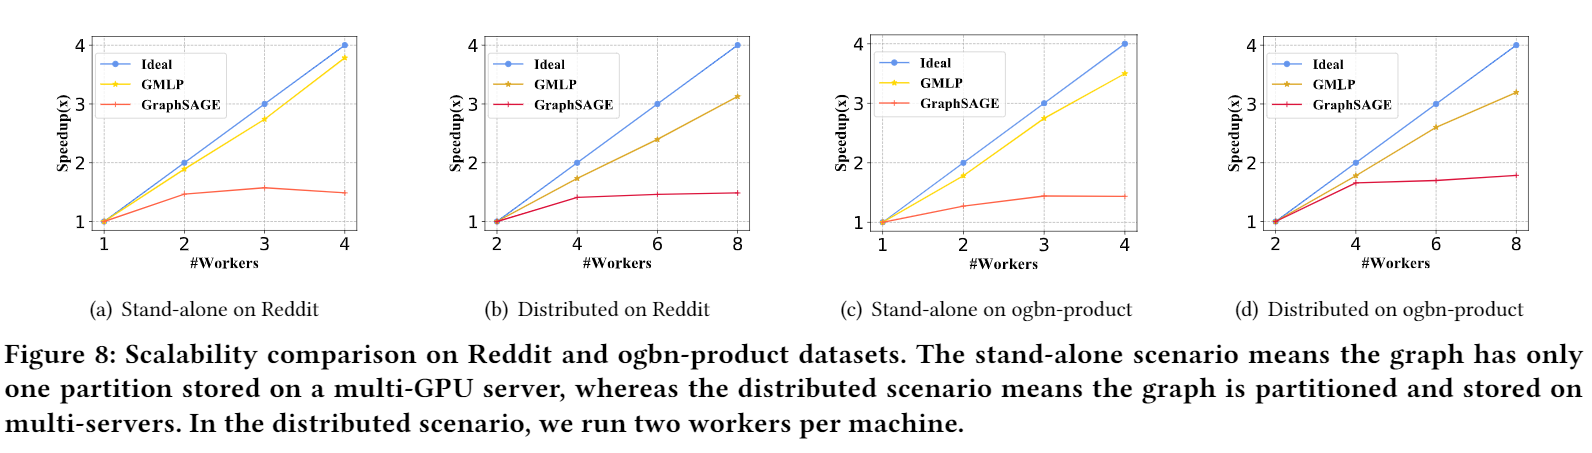 4
3
2
1
Speedup(x)
Ideal
GMLP
GraphSAGE
1 2 3 4
#Workers
(a) Stand-alone on Reddit
4
3
2
1
Speedup(x)
Ideal
GMLP
GraphSAGE
2 4 6 8
#Workers
(b) Distributed on Reddit
4
3
2
1
Speedup(x)
Ideal
GMLP
GraphSAGE
1 2 3 4
#Workers
(c) Stand-alone on ogbn-product
4
3
2
1
Speedup(x)
Ideal
GMLP
GraphSAGE
2 4 6 8
#Workers
(d) Distributed on ogbn-product
Figure 8: Scalability comparison on Reddit and ogbn-product datasets. The stand-alone scenario means the graph has only
one partition stored on a multi-GPU server, whereas the distributed scenario means the graph is partitioned and stored on
multi-servers. In the distributed scenario, we run two workers per machine.